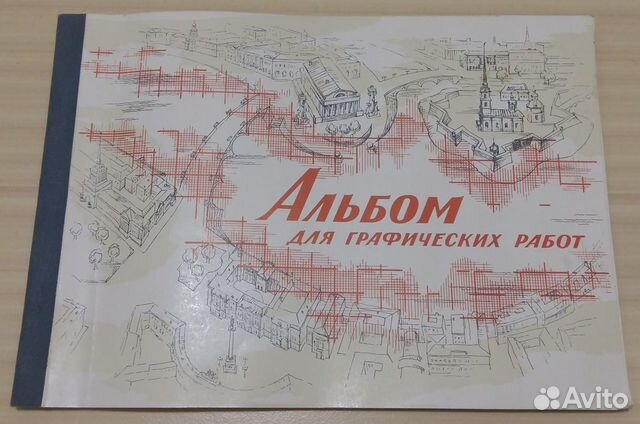 Альбом
для графических работ
Avito